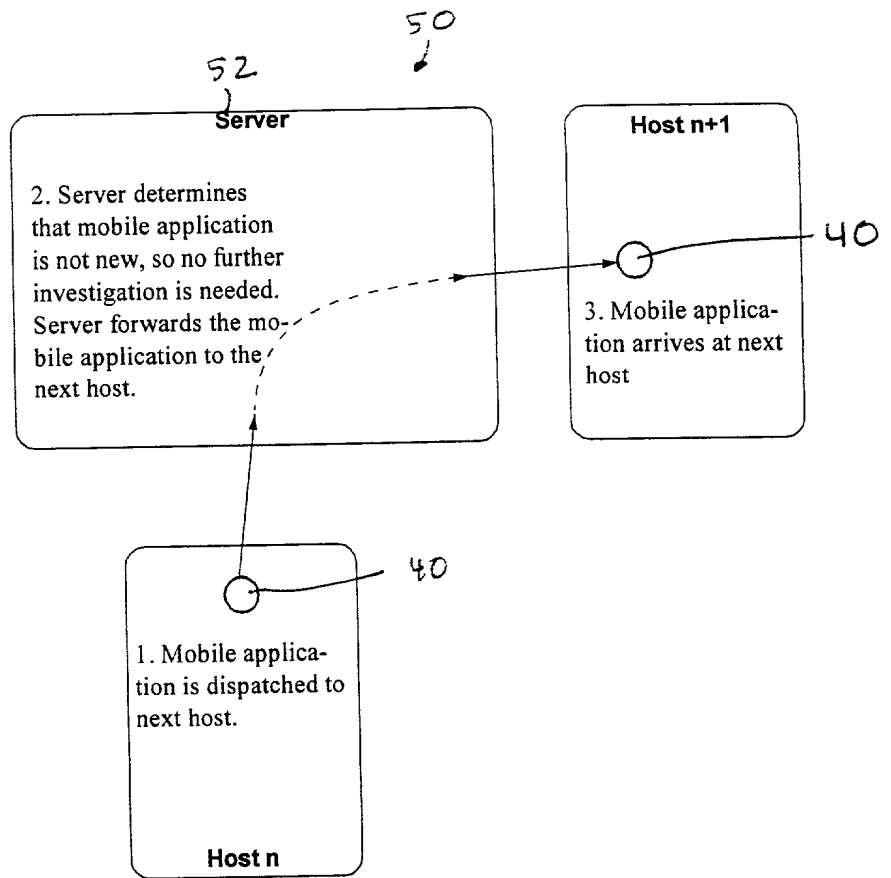 50
52
Server
2. Server determines
that mobile application
is not new, so no further
investigation is needed.
Server forwards the mo-
bile application to the
next host.
Host n+1
40
3. Mobile applica-
tion arrives at next
host
40
1. Mobile applica-
tion is dispatched to
next host.
Host n